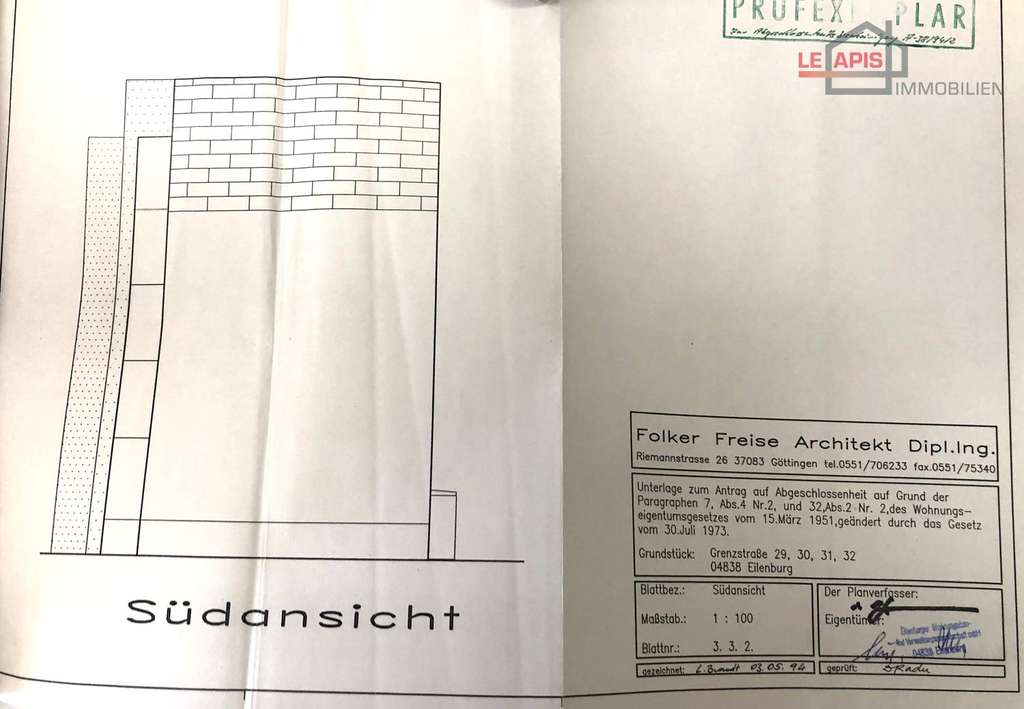 PRÜFEXEMPLAR
LE APIS
IMMOBILIEN
Südansicht
Folker Freise Architekt Dipl.Ing.
Riemannstrasse 26 37083 Göttingen tel.0551/706233 fax.0551/75340
Unterlage zum Antrag auf Abgeschlossenheit auf Grund der
Paragraphen 7, Abs.4 Nr.2, und 32,Abs.2 Nr. 2,des Wohnungs-
eigentumsgesetzes vom 15.März 1951,geändert durch das Gesetz
vom 30.Juli 1973.
Grundstück: Grenzstraße 29, 30, 31, 32
04838 Eilenburg
Blattbez.: Südansicht
Maßstab.: 1 : 100
Blattnr.: 3. 3. 2.
gezeichnet: L. Brandt 03.05.94
Der Planverfasser:
Eigentümer:
04838 Eilenburg
geprüft: